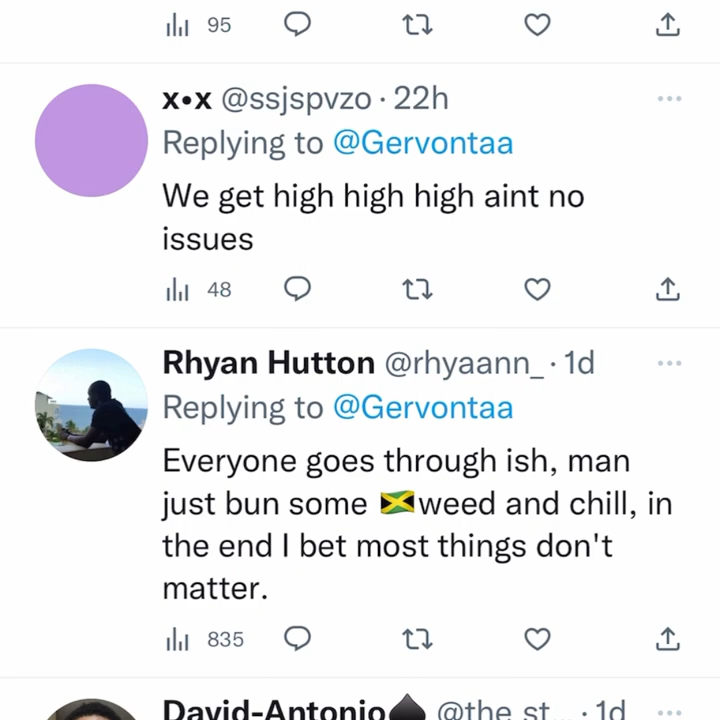 95
x•x @ssjspvzo · 22h
Replying to @Gervontaa
We get high high high aint no
issues
48
Rhyan Hutton @rhyaann_ · 1d
Replying to @Gervontaa
Everyone goes through ish, man
just bun some 🇯🇲weed and chill, in
the end I bet most things don't
matter.
835
David-Antonio♠ @the_st... · 1d